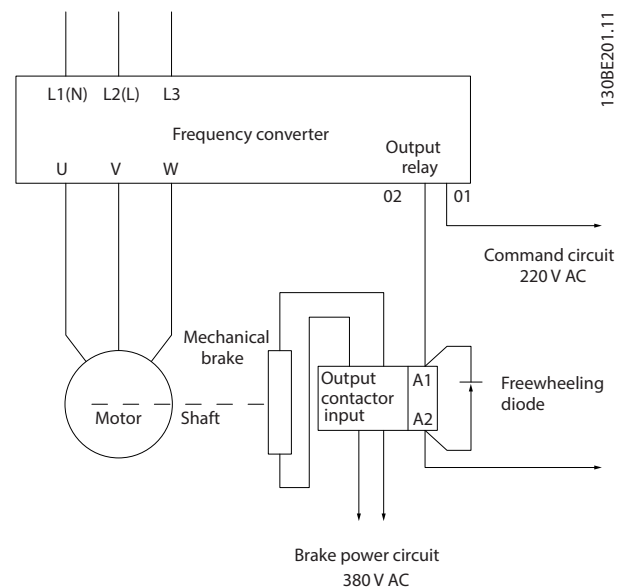 130BE201.11
L1(N) L2(L) L3
Frequency converter
Output
relay
U V W
02 01
Command circuit
220 V AC
Mechanical
brake
Output
contactor
input
A1
A2
Freewheeling
diode
Motor
Shaft
Brake power circuit
380 V AC